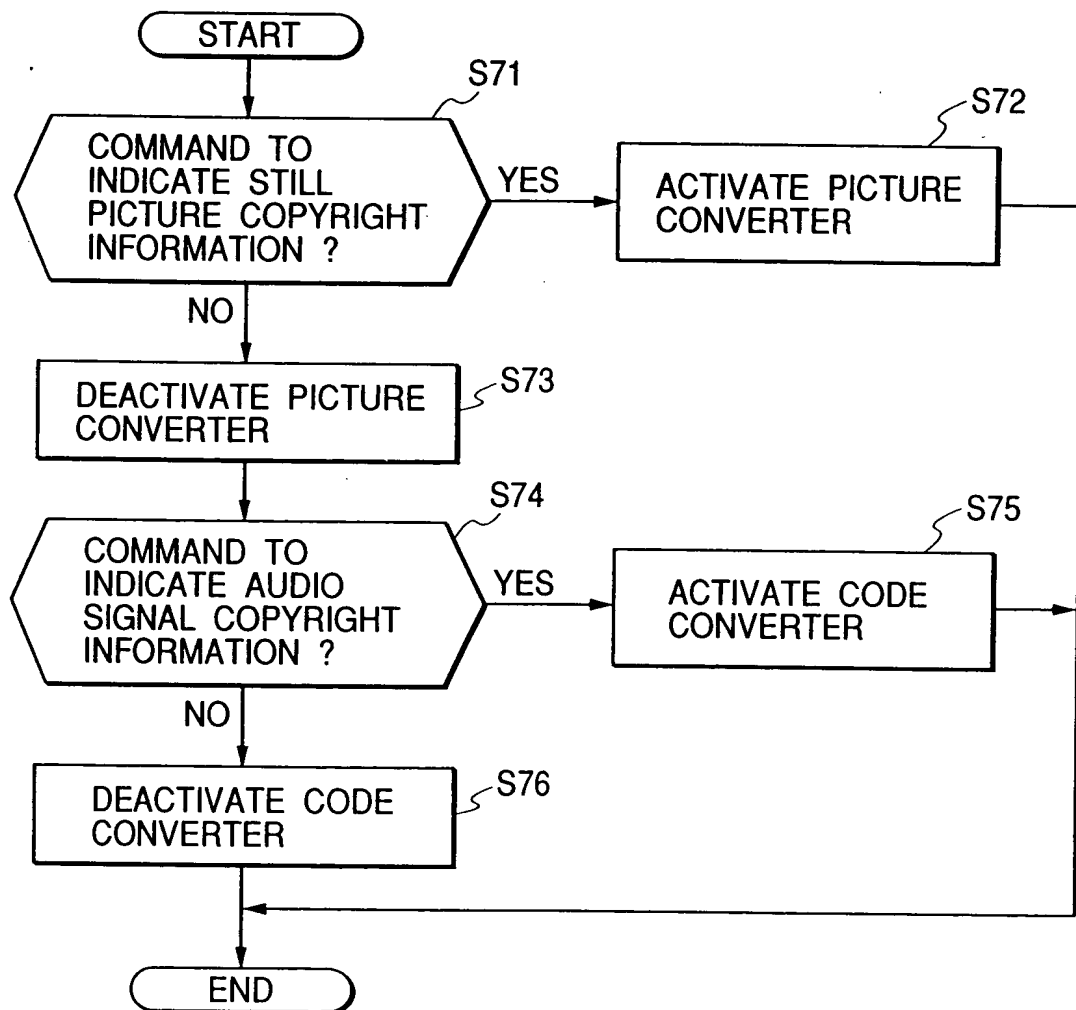 START
S71
COMMAND TO
INDICATE STILL
PICTURE COPYRIGHT
INFORMATION ?
YES
S72
ACTIVATE PICTURE
CONVERTER
NO
S73
DEACTIVATE PICTURE
CONVERTER
S74
COMMAND TO
INDICATE AUDIO
SIGNAL COPYRIGHT
INFORMATION ?
YES
S75
ACTIVATE CODE
CONVERTER
NO
S76
DEACTIVATE CODE
CONVERTER
END